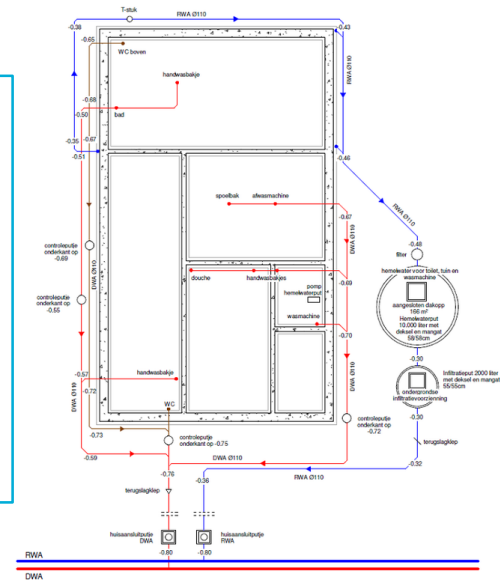 T-stuk
RWA Ø110
-0.38
-0.43
-0.65
WC boven
handwasbakje
RWA Ø110
-0.68
-0.50
bad
-0.67
-0.35
-0.51
-0.46
spoelbak
afwasmachine
-0.67
RWA Ø110
DWA Ø110
-0.48
filter
controleputje
onderkant op
-0.69
DWA Ø110
hemelwater voor toilet, tuin en
wasmachine
aangesloten dakopp
166 m²
Hemelwaterput
10.000 liter met
deksel en mangat
58/58cm
douche
handwasbakjes
-0.69
pomp
hemelwaterput
controleputje
onderkant op
-0.55
wasmachine
-0.70
-0.30
Infiltratieput 2000 liter
met deksel en mangat
55/55cm
ondergrondse
infiltratievoorziening
-0.57
-0.72
handwasbakje
DWA Ø110
DWA Ø110
WC
-0.30
controleputje
onderkant op
-0.72
-0.73
controleputje
onderkant op -0.75
terugslagklep
-0.59
DWA Ø110
-0.32
-0.76
-0.36
RWA Ø110
terugslagklep
huisaansluitputje
DWA
huisaansluitputje
RWA
-0.80
-0.80
RWA
DWA